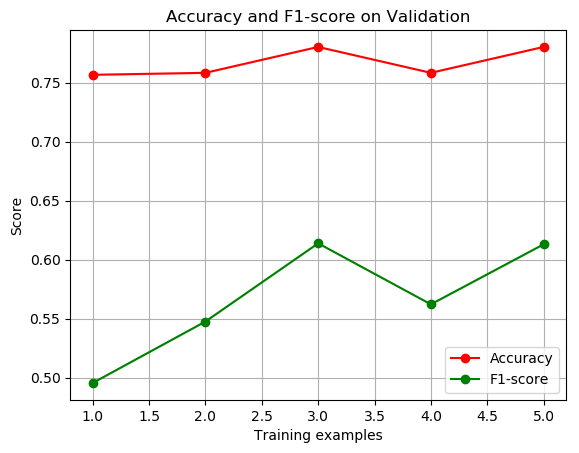 Accuracy and F1-score on Validation
Score
0.75
0.70
0.65
0.60
0.55
0.50
1.0 1.5 2.0 2.5 3.0 3.5 4.0 4.5 5.0
Training examples
Accuracy
F1-score